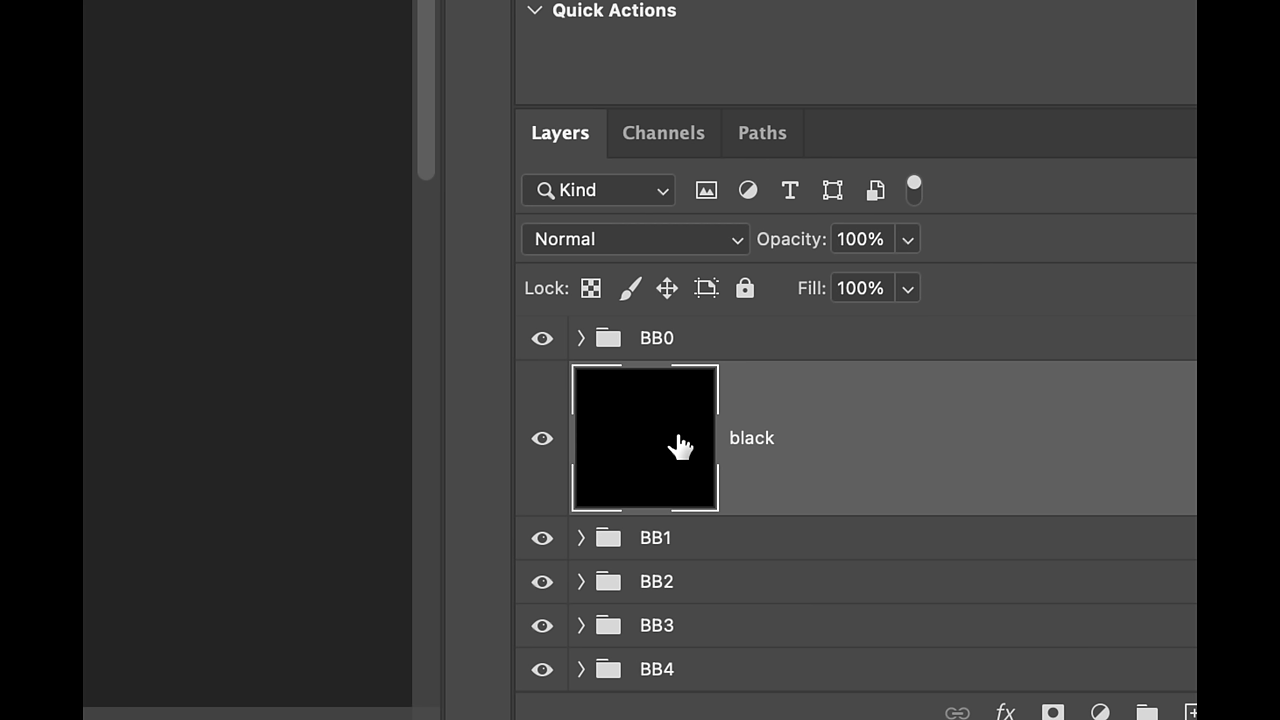 Quick Actions
Layers Channels Paths
Kind
Normal Opacity: 100%
Lock: Fill: 100%
BB0
black
BB1
BB2
BB3
BB4
fx